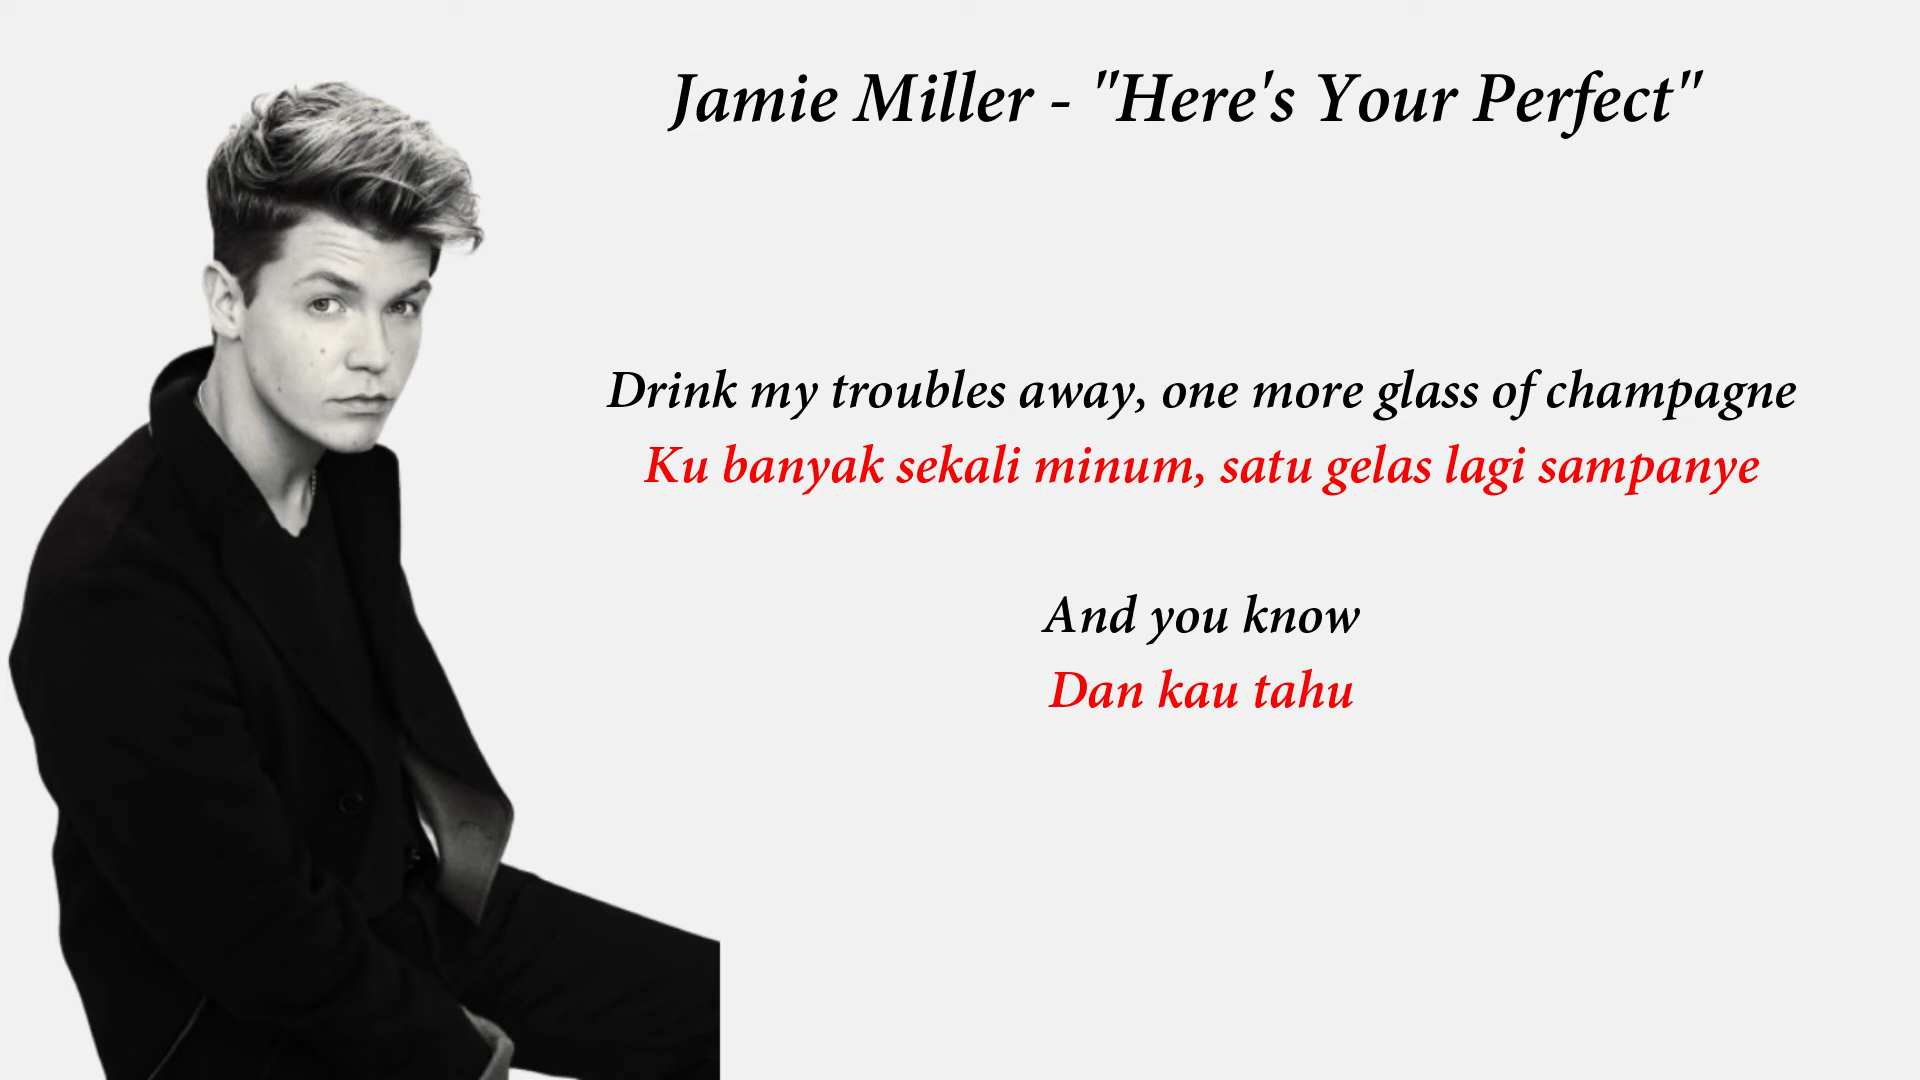 Jamie Miller - "Here's Your Perfect"
Drink my troubles away, one more glass of champagne
Ku banyak sekali minum, satu gelas lagi sampanye
And you know
Dan kau tahu